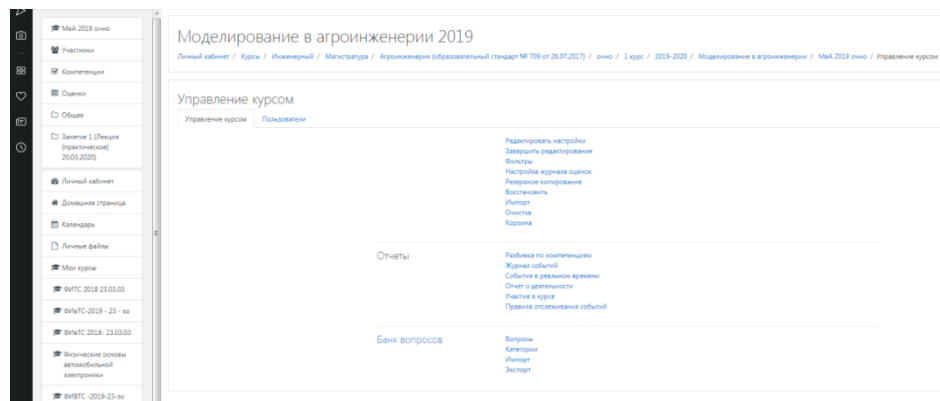 МвА 2019 очно
Участники
Компетенции
Оценки
Общее
Занятие 1 (Лекция
(практическое)
20.03.2020)
Личный кабинет
Домашняя страница
Календарь
Личные файлы
Мои курсы
ФИТС 2018 23.03.03
ФИвТС-2019 - 23 - зо
ФИвТС 2018- 23.03.03
Физические основы
автомобильной
электроники
ФИВТС -2019-23-зо
Моделирование в агроинженерии 2019
Личный кабинет / Курсы / Инженерный / Магистратура / Агроинженерия (образовательный стандарт № 709 от 26.07.2017) / очно / 1 курс / 2019-2020 / Моделирование в агроинженерии / МвА 2019 очно / Управление курсом
Управление курсом
Управление курсом Пользователи
Редактировать настройки
Завершить редактирование
Фильтры
Настройка журнала оценок
Резервное копирование
Восстановить
Импорт
Очистка
Корзина
Отчеты
Разбивка по компетенциям
Журнал событий
События в реальном времени
Отчет о деятельности
Участие в курсе
Правила отслеживания событий
Банк вопросов
Вопросы
Категории
Импорт
Экспорт